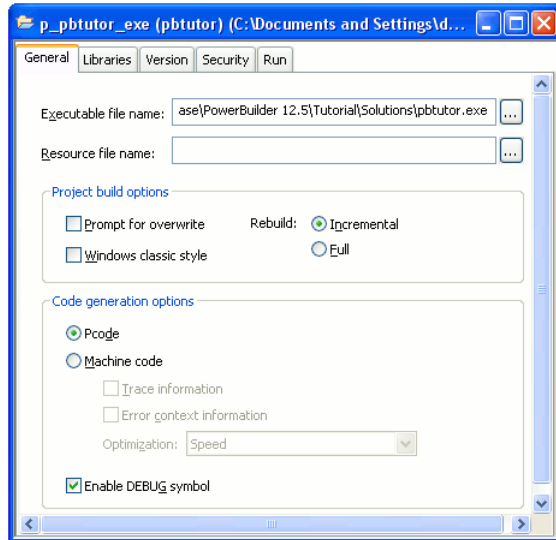 p_pbtutor_exe (pbtutor) (C:\Documents and Settings\d...
General Libraries Version Security Run
Executable file name: ase\PowerBuilder 12.5\Tutorial\Solutions\pbtutor.exe ...
Resource file name: ...
Project build options
Prompt for overwrite Rebuild: Incremental
Windows classic style Full
Code generation options
Pcode
Machine code
Trace information
Error context information
Optimization: Speed
Enable DEBUG symbol